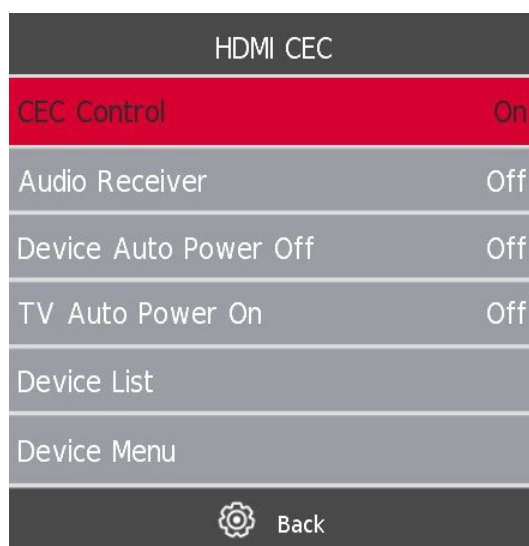 HDMI CEC
CEC Control On
Audio Receiver Off
Device Auto Power Off Off
TV Auto Power On Off
Device List
Device Menu
Back